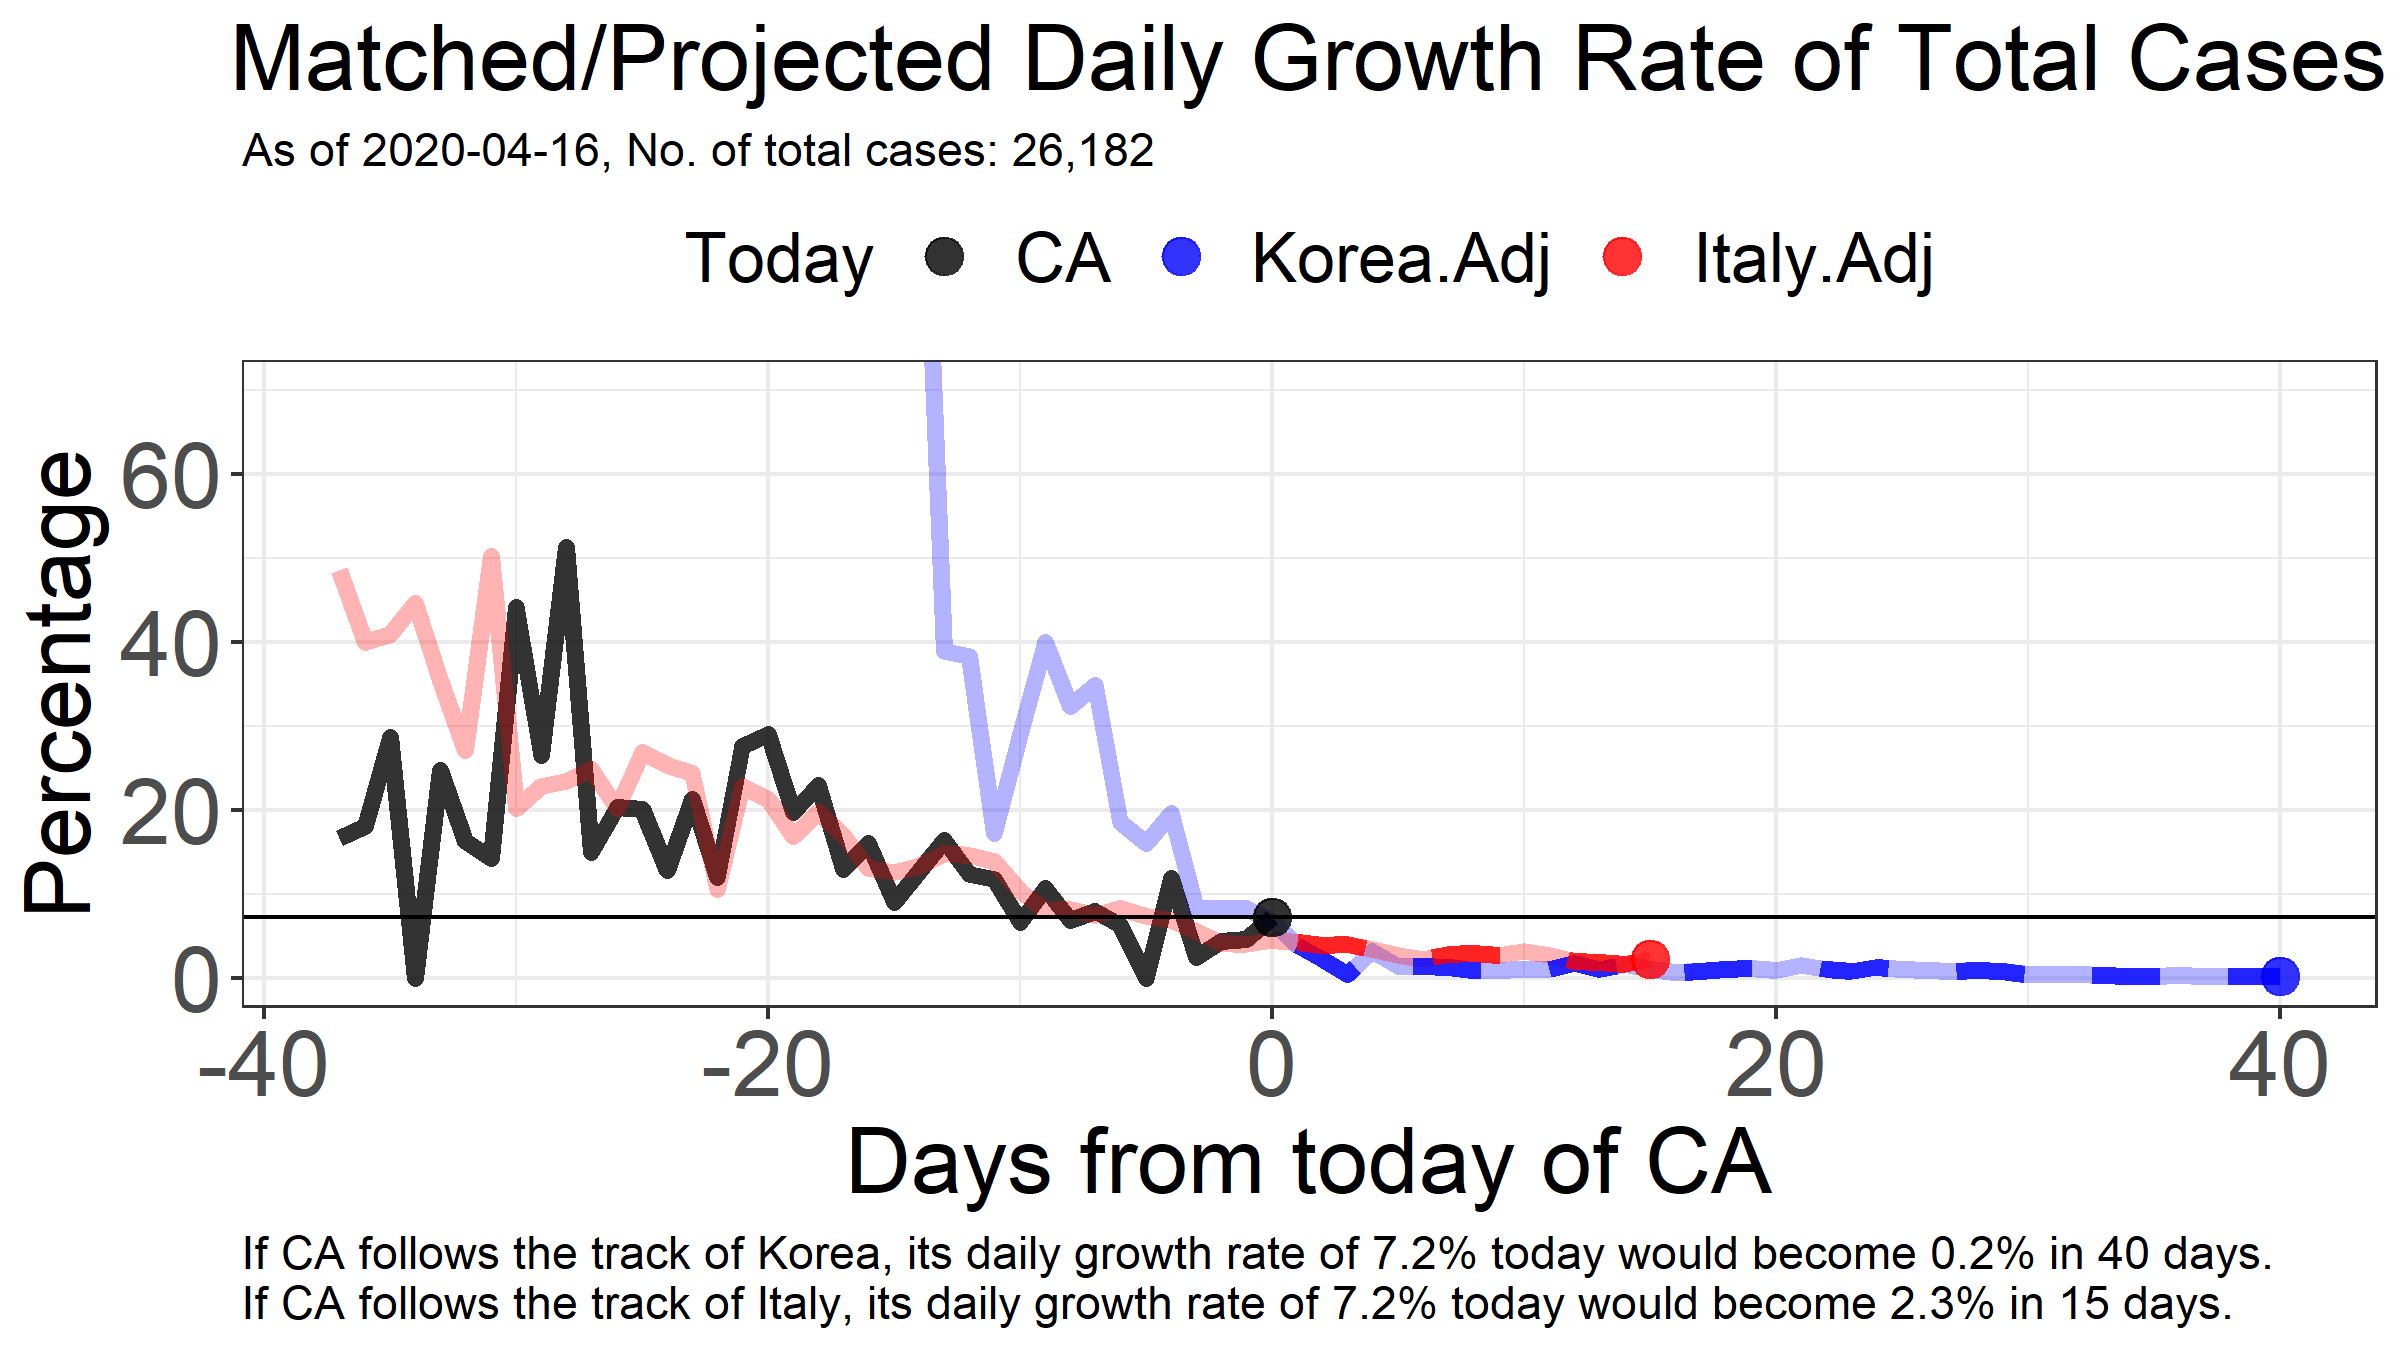 Matched/Projected Daily Growth Rate of Total Cases
As of 2020-04-16, No. of total cases: 26,182
Today CA Korea.Adj Italy.Adj
Percentage
60
40
20
0
-40 -20 0 20 40
Days from today of CA
If CA follows the track of Korea, its daily growth rate of 7.2% today would become 0.2% in 40 days.
If CA follows the track of Italy, its daily growth rate of 7.2% today would become 2.3% in 15 days.